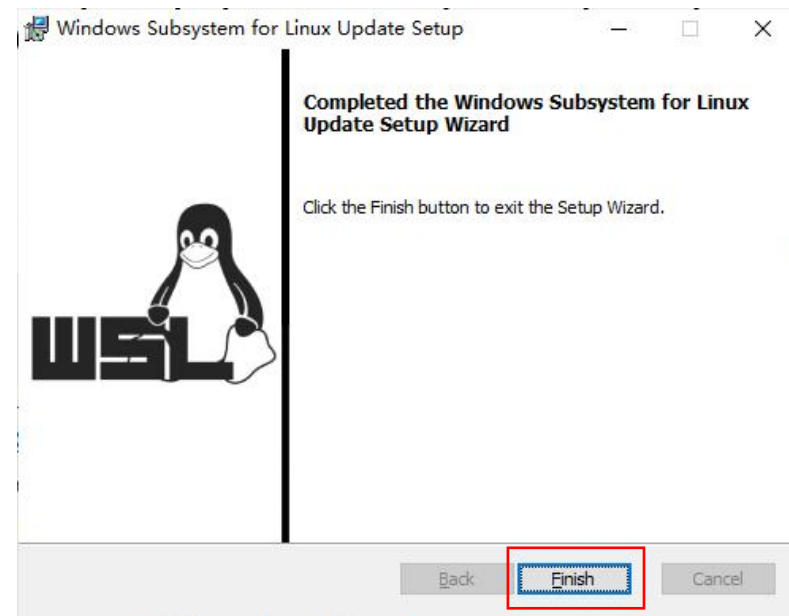 Windows Subsystem for Linux Update Setup
Completed the Windows Subsystem for Linux
Update Setup Wizard
Click the Finish button to exit the Setup Wizard.
WSL
Back
Finish
Cancel